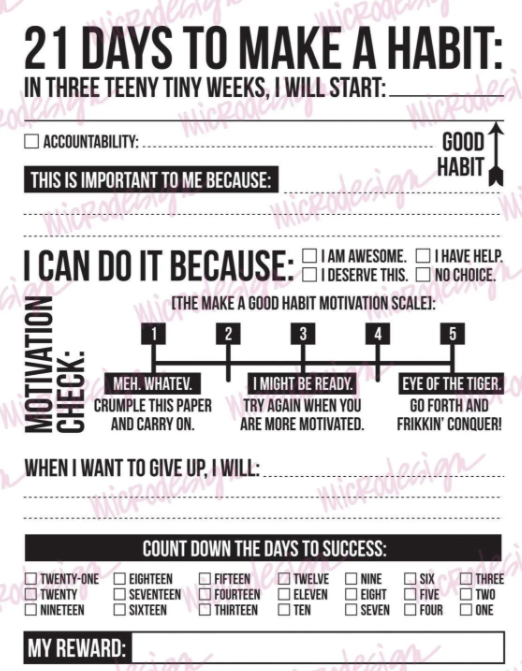 21 DAYS TO MAKE A HABIT:
IN THREE TEENY TINY WEEKS, I WILL START:
ACCOUNTABILITY:
GOOD
HABIT
THIS IS IMPORTANT TO ME BECAUSE:
I CAN DO IT BECAUSE:
I AM AWESOME. I HAVE HELP.
I DESERVE THIS. NO CHOICE.
MOTIVATION
CHECK:
[THE MAKE A GOOD HABIT MOTIVATION SCALE]:
1 2 3 4 5
MEH. WHATEV. I MIGHT BE READY. EYE OF THE TIGER.
CRUMPLE THIS PAPER TRY AGAIN WHEN YOU GO FORTH AND
AND CARRY ON. ARE MORE MOTIVATED. FRIKKIN' CONQUER!
WHEN I WANT TO GIVE UP, I WILL:
COUNT DOWN THE DAYS TO SUCCESS:
TWENTY-ONE EIGHTEEN FIFTEEN TWELVE NINE SIX THREE
TWENTY SEVENTEEN FOURTEEN ELEVEN EIGHT FIVE TWO
NINETEEN SIXTEEN THIRTEEN TEN SEVEN FOUR ONE
MY REWARD:
Microdesign